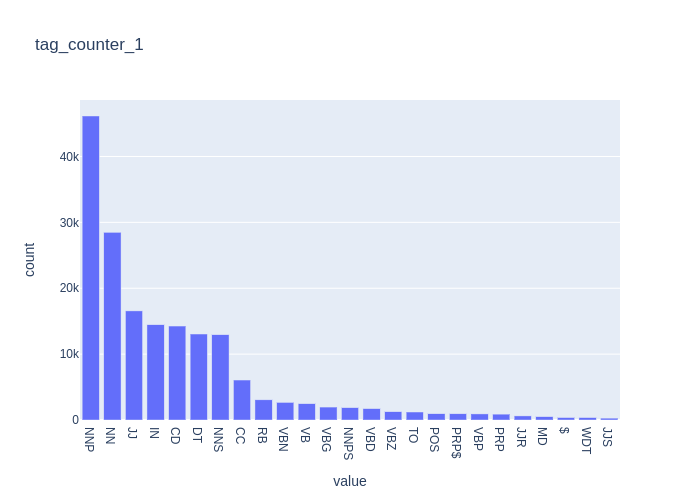 tag_counter_1
count
40k
30k
20k
10k
0
NNP
NN
JJ
IN
CD
DT
NNS
CC
RB
VBN
VB
VBG
NNPS
VBD
VBZ
TO
POS
PRP$
VBP
PRP
JJR
MD
$
WDT
JJS
value